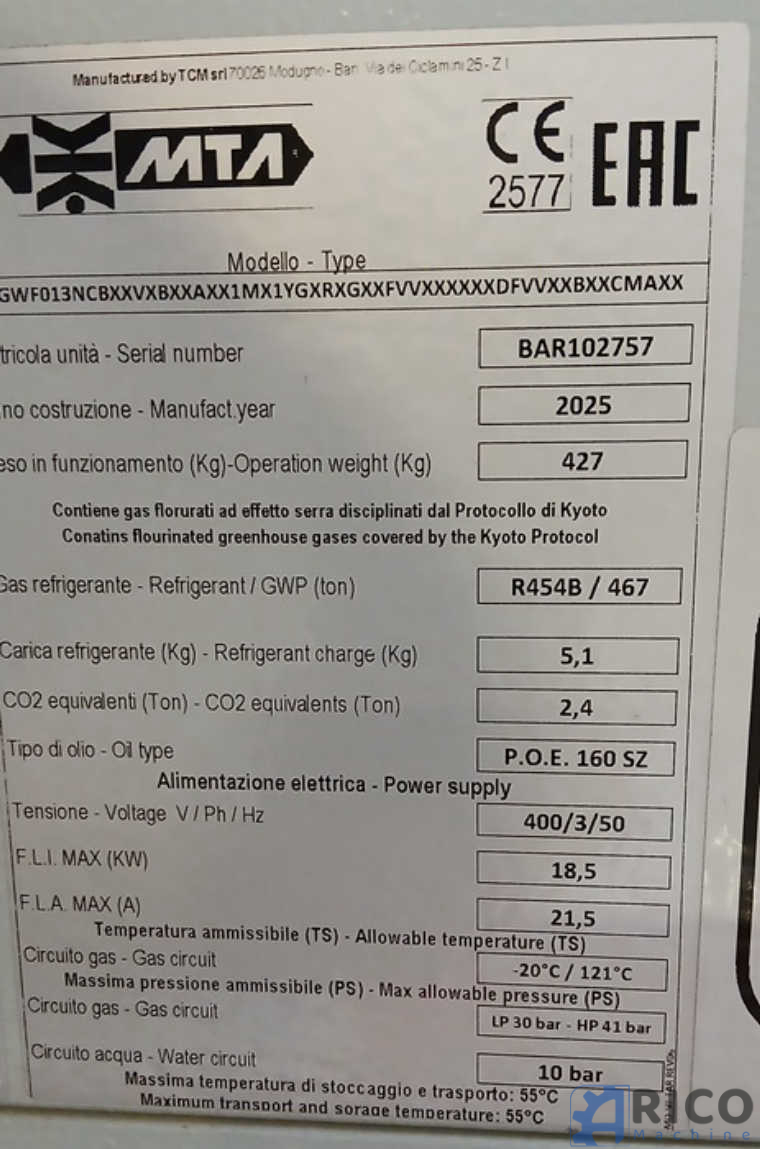 Manufactured by TCM srl 70026 Modugno - Bari Via dei Ciclamini 25 - Z I
MTA
CE
2577
EAC
Modello - Type
GWF013NCBXXVXBXXAXX1MX1YGXRXGXXFVVXXXXXXDFVVXXBXXCMAXX
tricola unità - Serial number BAR102757
no costruzione - Manufact.year 2025
eso in funzionamento (Kg)-Operation weight (Kg) 427
Contiene gas florurati ad effetto serra disciplinati dal Protocollo di Kyoto
Conatins flourinated greenhouse gases covered by the Kyoto Protocol
Gas refrigerante - Refrigerant / GWP (ton) R454B / 467
Carica refrigerante (Kg) - Refrigerant charge (Kg) 5,1
CO2 equivalenti (Ton) - CO2 equivalents (Ton) 2,4
Tipo di olio - Oil type P.O.E. 160 SZ
Alimentazione elettrica - Power supply
Tensione - Voltage V / Ph / Hz 400/3/50
F.L.I. MAX (KW) 18,5
F.L.A. MAX (A) 21,5
Temperatura ammissibile (TS) - Allowable temperature (TS)
Circuito gas - Gas circuit -20°C / 121°C
Massima pressione ammissibile (PS) - Max allowable pressure (PS)
Circuito gas - Gas circuit LP 30 bar - HP 41 bar
Circuito acqua - Water circuit 10 bar
Massima temperatura di stoccaggio e trasporto: 55°C
Maximum transport and sorage temperature: 55°C
ARICO
Machine